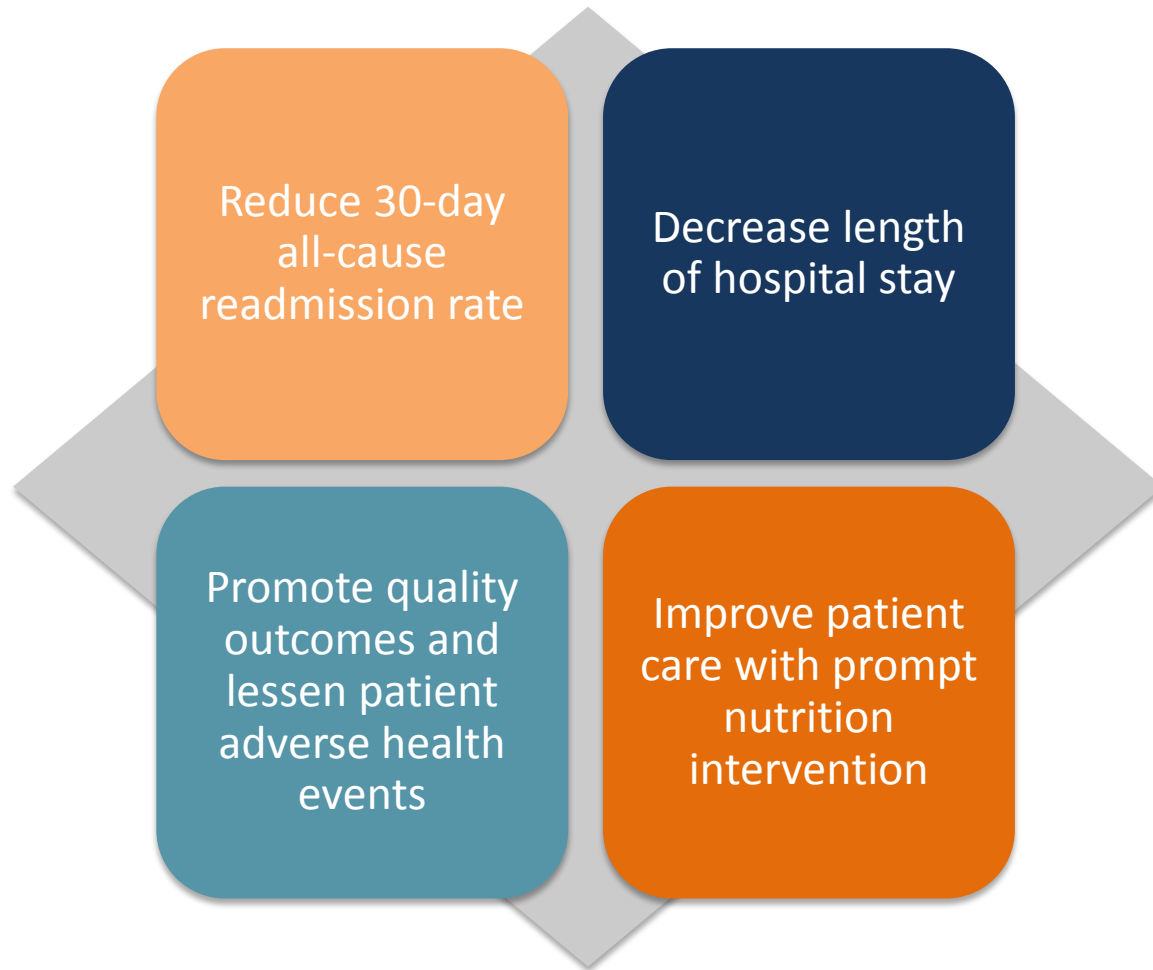 Reduce 30-day
all-cause
readmission rate
Decrease length
of hospital stay
Promote quality
outcomes and
lessen patient
adverse health
events
Improve patient
care with prompt
nutrition
intervention